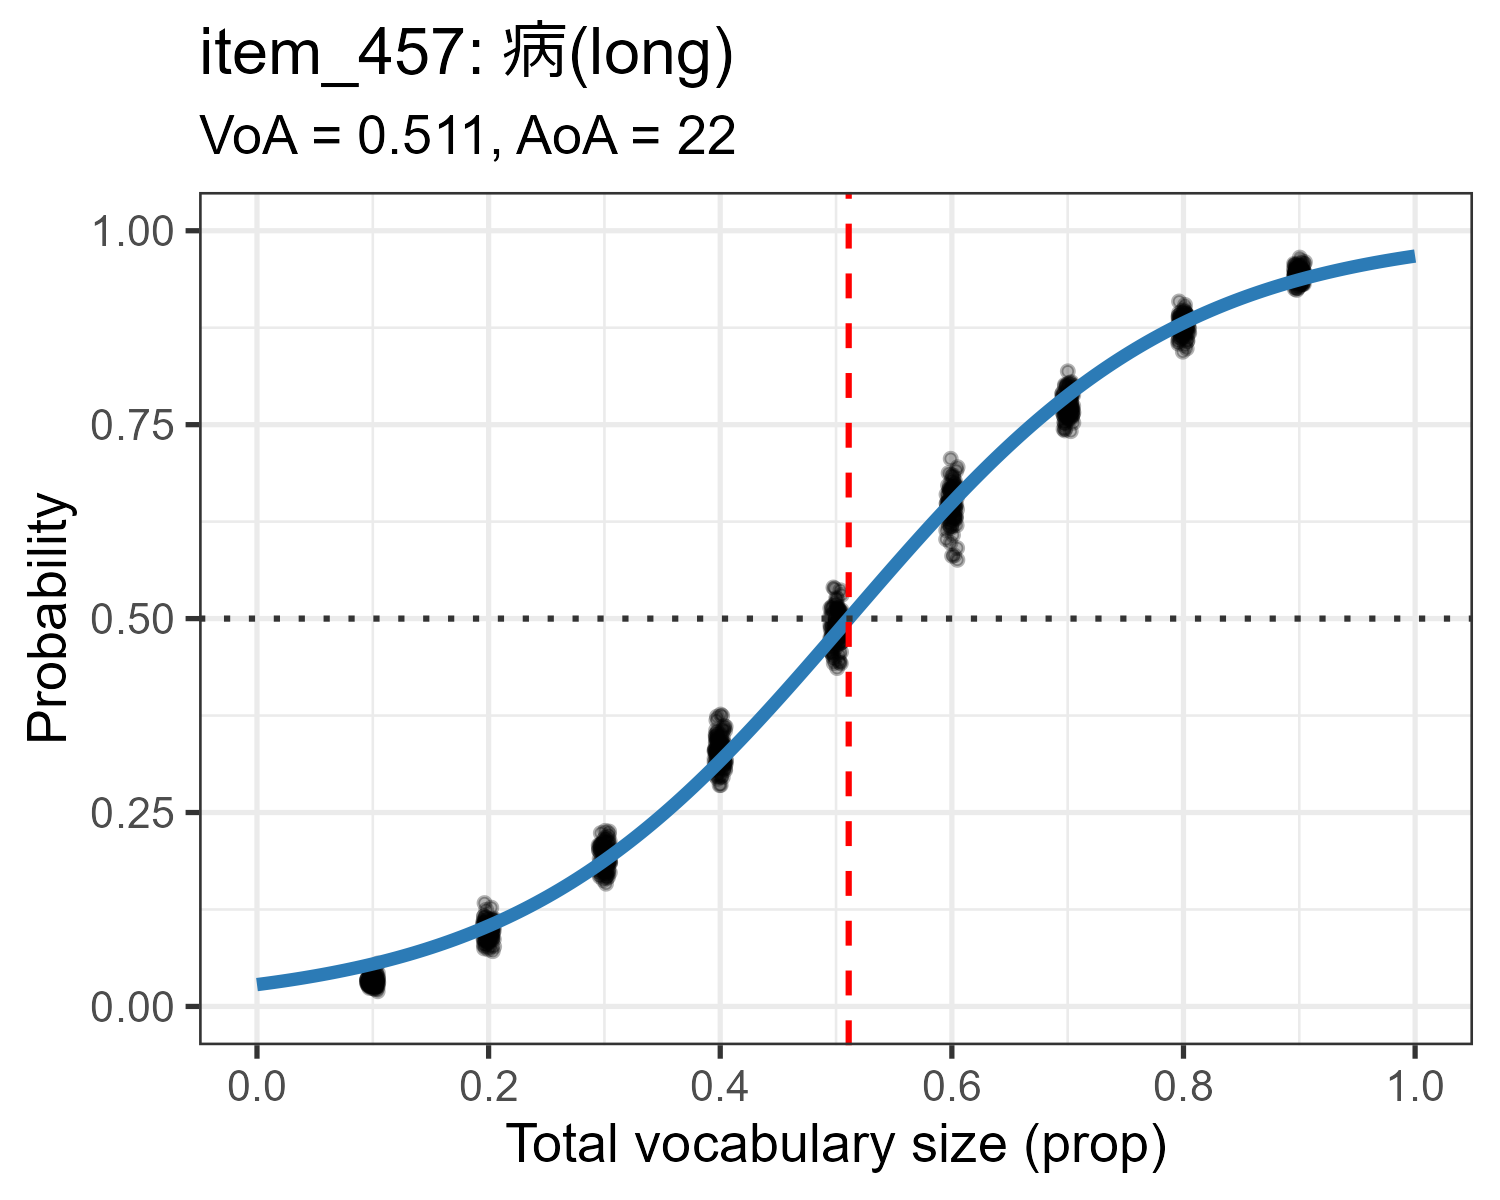 item_457: 病(long)
VoA = 0.511, AoA = 22
1.00
0.75
0.50
0.25
0.00
Probability
0.0 0.2 0.4 0.6 0.8 1.0
Total vocabulary size (prop)